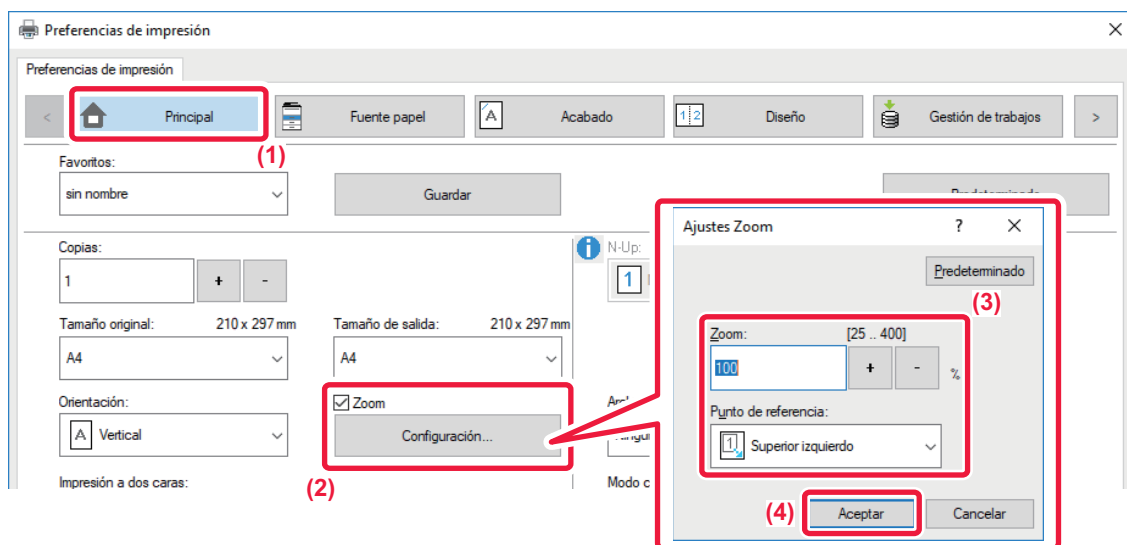 Preferencias de impresión
Preferencias de impresión
< Principal Fuente papel Acabado 1 2 Diseño Gestión de trabajos >
(1)
Favoritos:
sin nombre Guardar
Ajustes Zoom ?
Predeterminado
(3)
Copias: N-Up:
1 + - 1
Tamaño original: 210 x 297 mm Tamaño de salida: 210 x 297 mm
A4 A4
Zoom: [25 .. 400]
100 + - %
Orientación: Zoom
A Vertical Configuración...
Punto de referencia:
1 Superior izquierdo
(2)
Impresión a dos caras: Modo c
(4) Aceptar Cancelar